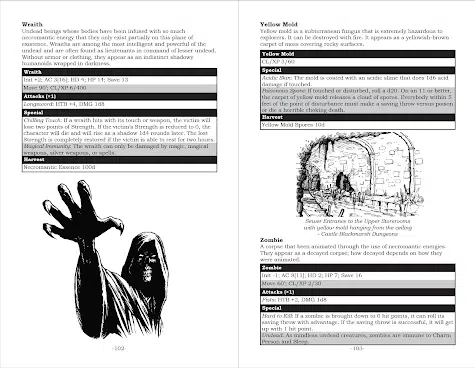 Wraith
Undead beings whose bodies have been infused with so much
necromantic energy that they only exist partially on this plane of
existence. Wraiths are among the most intelligent and powerful of the
undead and are often found as lieutenants in command of lesser undead.
Without armor or clothing, they appear as an indistinct shadowy
humanoids wrapped in darkness.
Wraith
Init +2; AC 3[16]; HD 4; HP 14; Save 13
Move 90'; CL/XP 6/400
Attacks (×1)
Longsword: HTB +4, DMG 1d8
Special
Chilling Touch: If a wraith hits with its touch or weapon, the victim will
lose two points of Strength. If the victim's Strength is reduced to 0, the
character will die and will rise as a shadow 1d4 rounds later. The lost
Strength is completely restored if the victim is able to rest for two hours.
Magical Immunity: The wraith can only be damaged by magic, magical
weapons, silver weapons, or spells.
Harvest
Necromantic Essence 100d
-102-
Yellow Mold
Yellow mold is a subterranean fungus that is extremely hazardous to
explorers. It can be destroyed with fire. It appears as a yellowish-brown
carpet of moss covering rocky surfaces.
Yellow Mold
CL/XP 3/60
Special
Acidic Slime: The mold is coated with an acidic slime that does 1d6 acid
damage if touched.
Poisonous Spores: If touched or disturbed, roll a d20. On an 11 or better,
the carpet of yellow mold releases a cloud of spores. Everybody within 5
feet of the point of disturbance must make a saving throw versus poison
or die a horrible choking death.
Harvest
Yellow Mold Spores 10d
Sewer Entrance to the Upper Storerooms
with yellow mold hanging from the ceiling
- Castle Blackmarsh Dungeons
Zombie
A corpse that been animated through the use of necromantic energies.
They appear as a decayed corpse; how decayed depends on how they
were animated.
Zombie
Init -1; AC 8[11]; HD 2; HP 7; Save 16
Move 60'; CL/XP 2/30
Attacks (×1)
Fists: HTB +2, DMG 1d8
Special
Hard to Kill: If a zombie is brought down to 0 hit points, it can roll its
saving throw with advantage. If the saving throw is successful, it will get
up with 1 hit point.
Undead: As mindless undead creatures, zombies are immune to Charm
Person and Sleep.
-103-